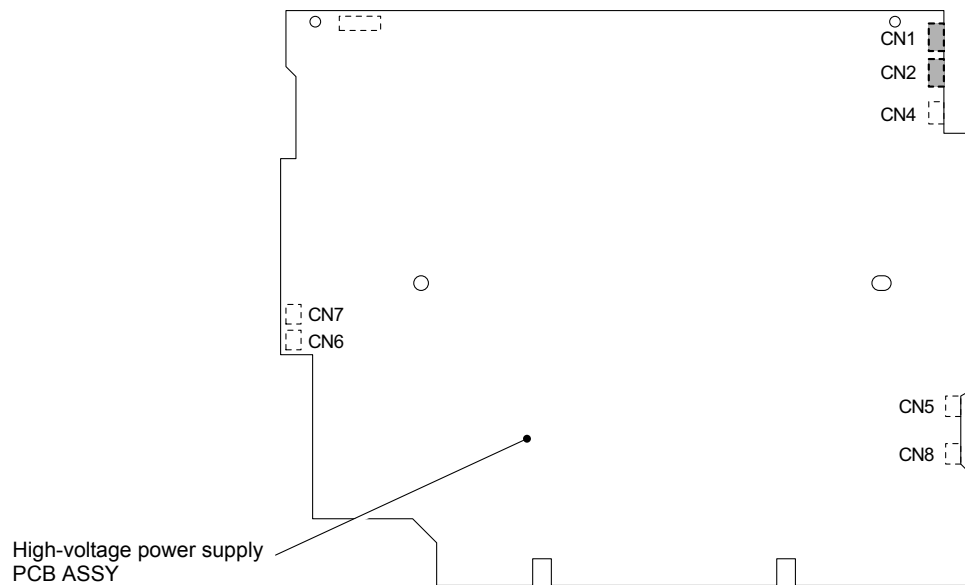 CN1
CN2
CN4
CN7
CN6
CN5
CN8
High-voltage power supply
PCB ASSY